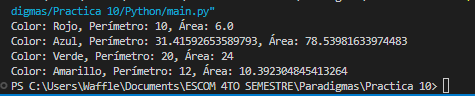 digmas/Practica 10/Python/main.py"
Color: Rojo, Perímetro: 10, Área: 6.0
Color: Azul, Perímetro: 31.41592653589793, Área: 78.53981633974483
Color: Verde, Perímetro: 20, Área: 24
Color: Amarillo, Perímetro: 12, Área: 10.392304845413264
PS C:\Users\Waffle\Documents\ESCOM 4TO SEMESTRE\Paradigmas\Practica 10>